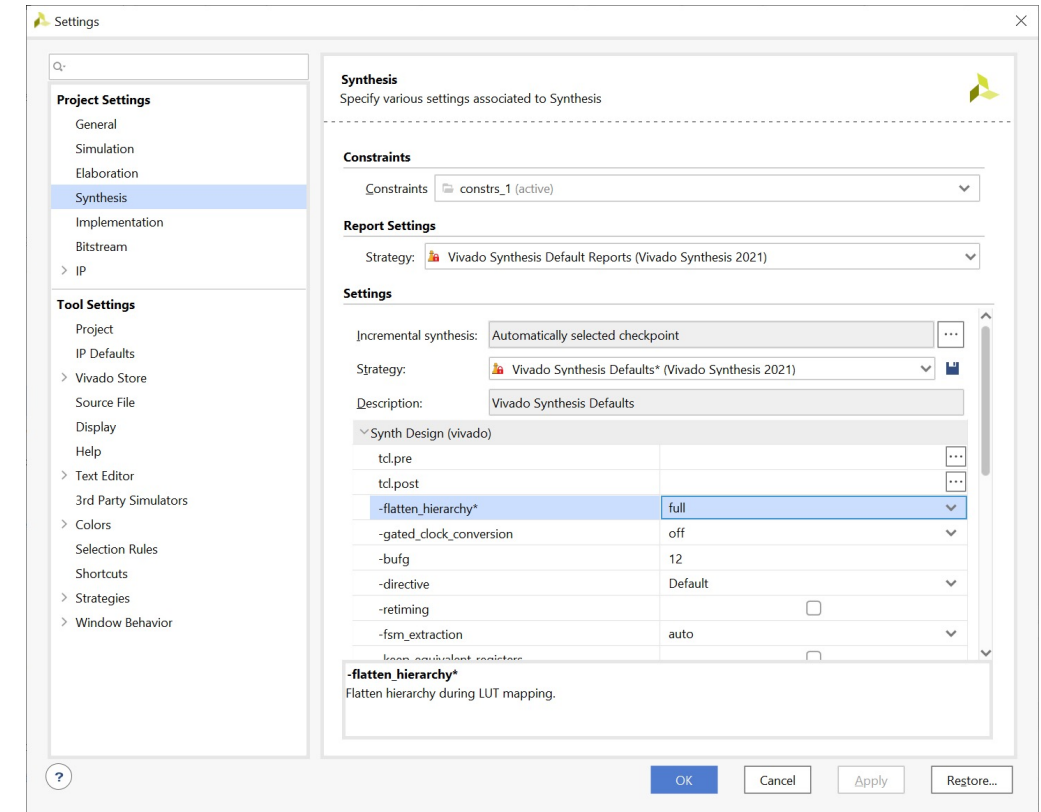 Settings
Project Settings
General
Simulation
Elaboration
Synthesis
Implementation
Bitstream
IP
Tool Settings
Project
IP Defaults
Vivado Store
Source File
Display
Help
Text Editor
3rd Party Simulators
Colors
Selection Rules
Shortcuts
Strategies
Window Behavior
Synthesis
Specify various settings associated to Synthesis
Constraints
Constraints constrs_1 (active)
Report Settings
Strategy: Vivado Synthesis Default Reports (Vivado Synthesis 2021)
Settings
Incremental synthesis: Automatically selected checkpoint ...
Strategy: Vivado Synthesis Defaults* (Vivado Synthesis 2021)
Description: Vivado Synthesis Defaults
Synth Design (vivado)
tcl.pre ...
tcl.post ...
-flatten_hierarchy* full
-gated_clock_conversion off
-bufg 12
-directive Default
-retiming
-fsm_extraction auto
-keep_equivalent_registers
-flatten_hierarchy*
Flatten hierarchy during LUT mapping.
? OK Cancel Apply Restore...